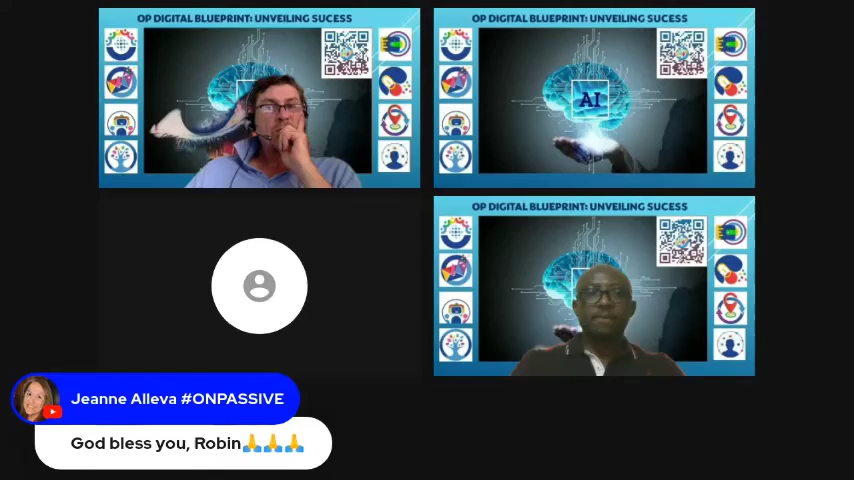 OP DIGITAL BLUEPRINT: UNVEILING SUCESS
OP DIGITAL BLUEPRINT: UNVEILING SUCESS
AI
OP DIGITAL BLUEPRINT: UNVEILING SUCESS
Jeanne Alleva #ONPASSIVE
God bless you, Robin🙏🙏🙏